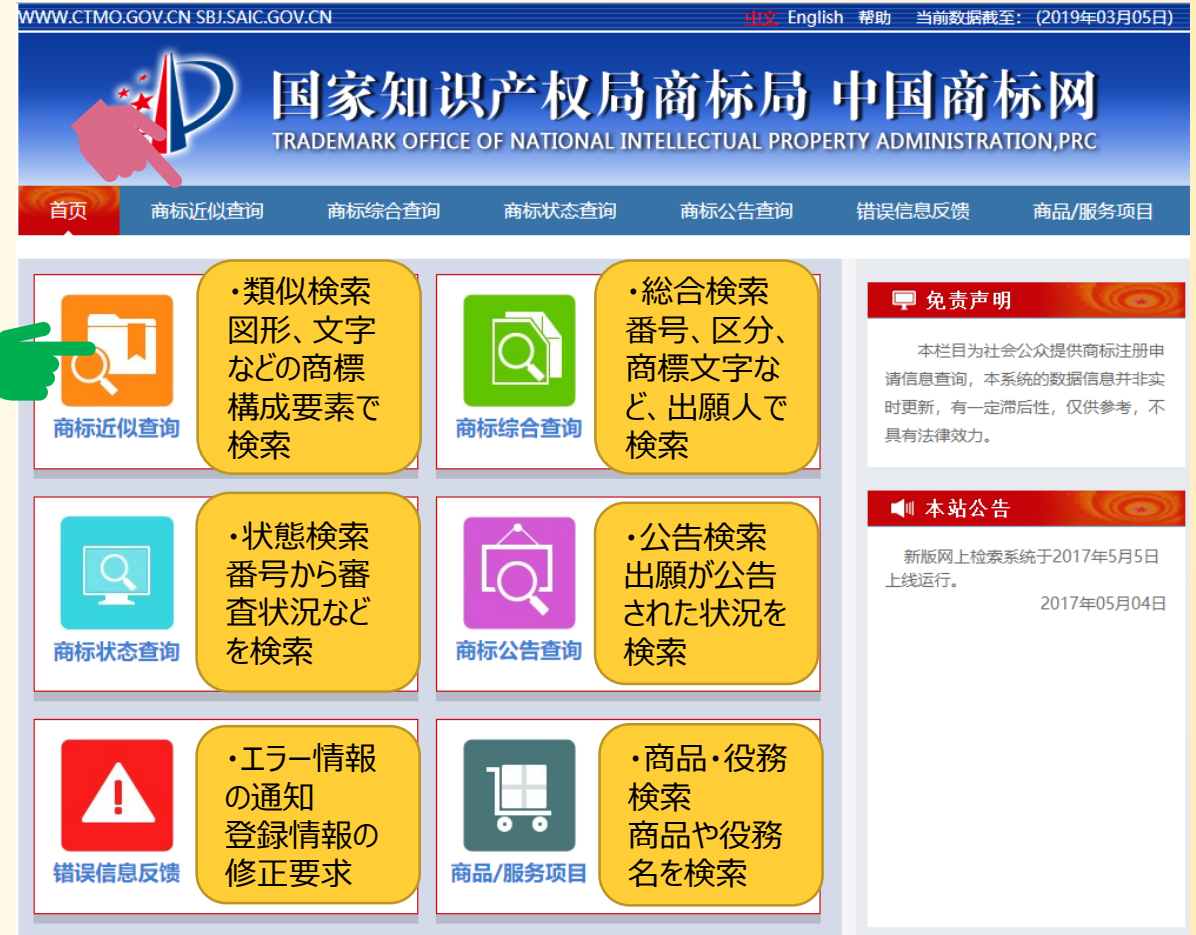 WWW.CTMO.GOV.CN SBJ.SAIC.GOV.CN
中文 English 帮助 当前数据截至: (2019年03月05日)
国家知识产权局商标局 中国商标网
TRADEMARK OFFICE OF NATIONAL INTELLECTUAL PROPERTY ADMINISTRATION,PRC
首页 商标近似查询 商标综合查询 商标状态查询 商标公告查询 错误信息反馈 商品/服务项目
商标近似查询
・類似検索
図形、文字
などの商標
構成要素で
検索
商标综合查询
・総合検索
番号、区分、
商標文字な
ど、出願人で
検索
商标状态查询
・状態検索
番号から審
査状況など
を検索
商标公告查询
・公告検索
出願が公告
された状況を
検索
错误信息反馈
・エラー情報
の通知
登録情報の
修正要求
商品/服务项目
・商品・役務
検索
商品や役務
名を検索
免责声明
本栏目为社会公众提供商标注册申
请信息查询，本系统的数据信息并非实
时更新，有一定滞后性，仅供参考，不
具有法律效力。
本站公告
新版网上检索系统于2017年5月5日
上线运行。
2017年05月04日